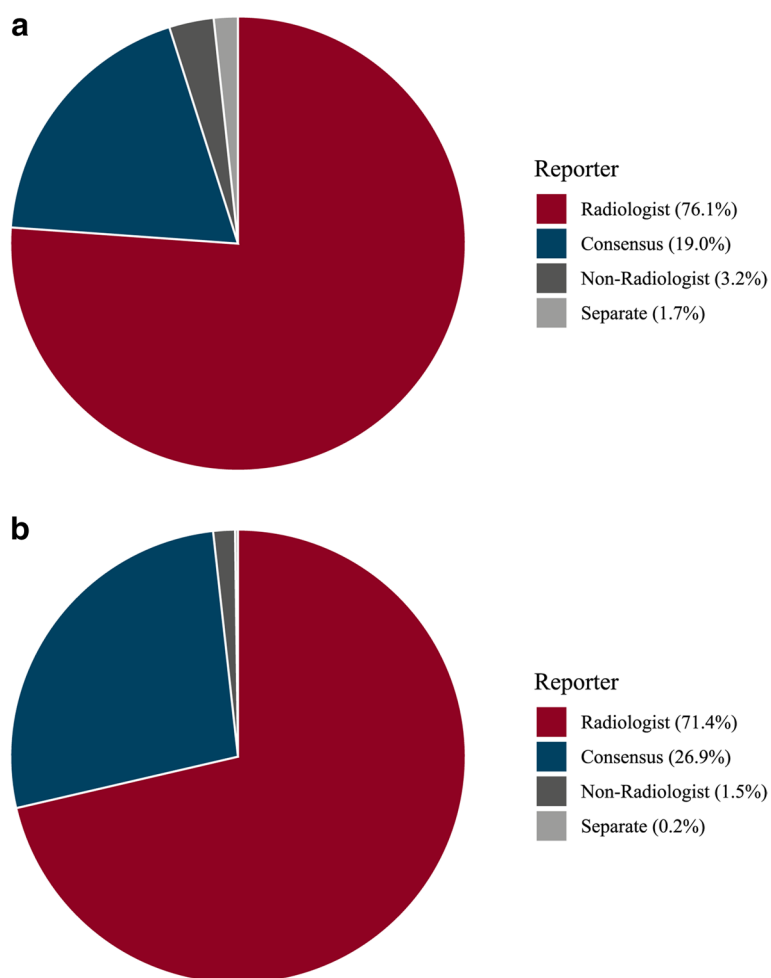 a
Reporter
Radiologist (76.1%)
Consensus (19.0%)
Non-Radiologist (3.2%)
Separate (1.7%)
b
Reporter
Radiologist (71.4%)
Consensus (26.9%)
Non-Radiologist (1.5%)
Separate (0.2%)